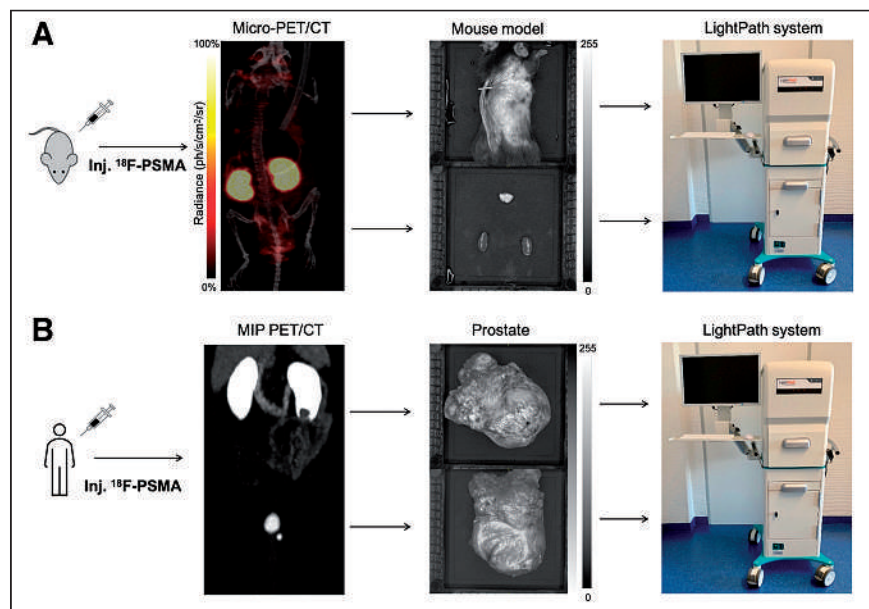 A
Micro-PET/CT
Mouse model
LightPath system
100%
Radiance (ph/s/cm²/sr)
0%
255
0
Inj. ¹⁸F-PSMA
B
MIP PET/CT
Prostate
LightPath system
255
0
Inj. ¹⁸F-PSMA